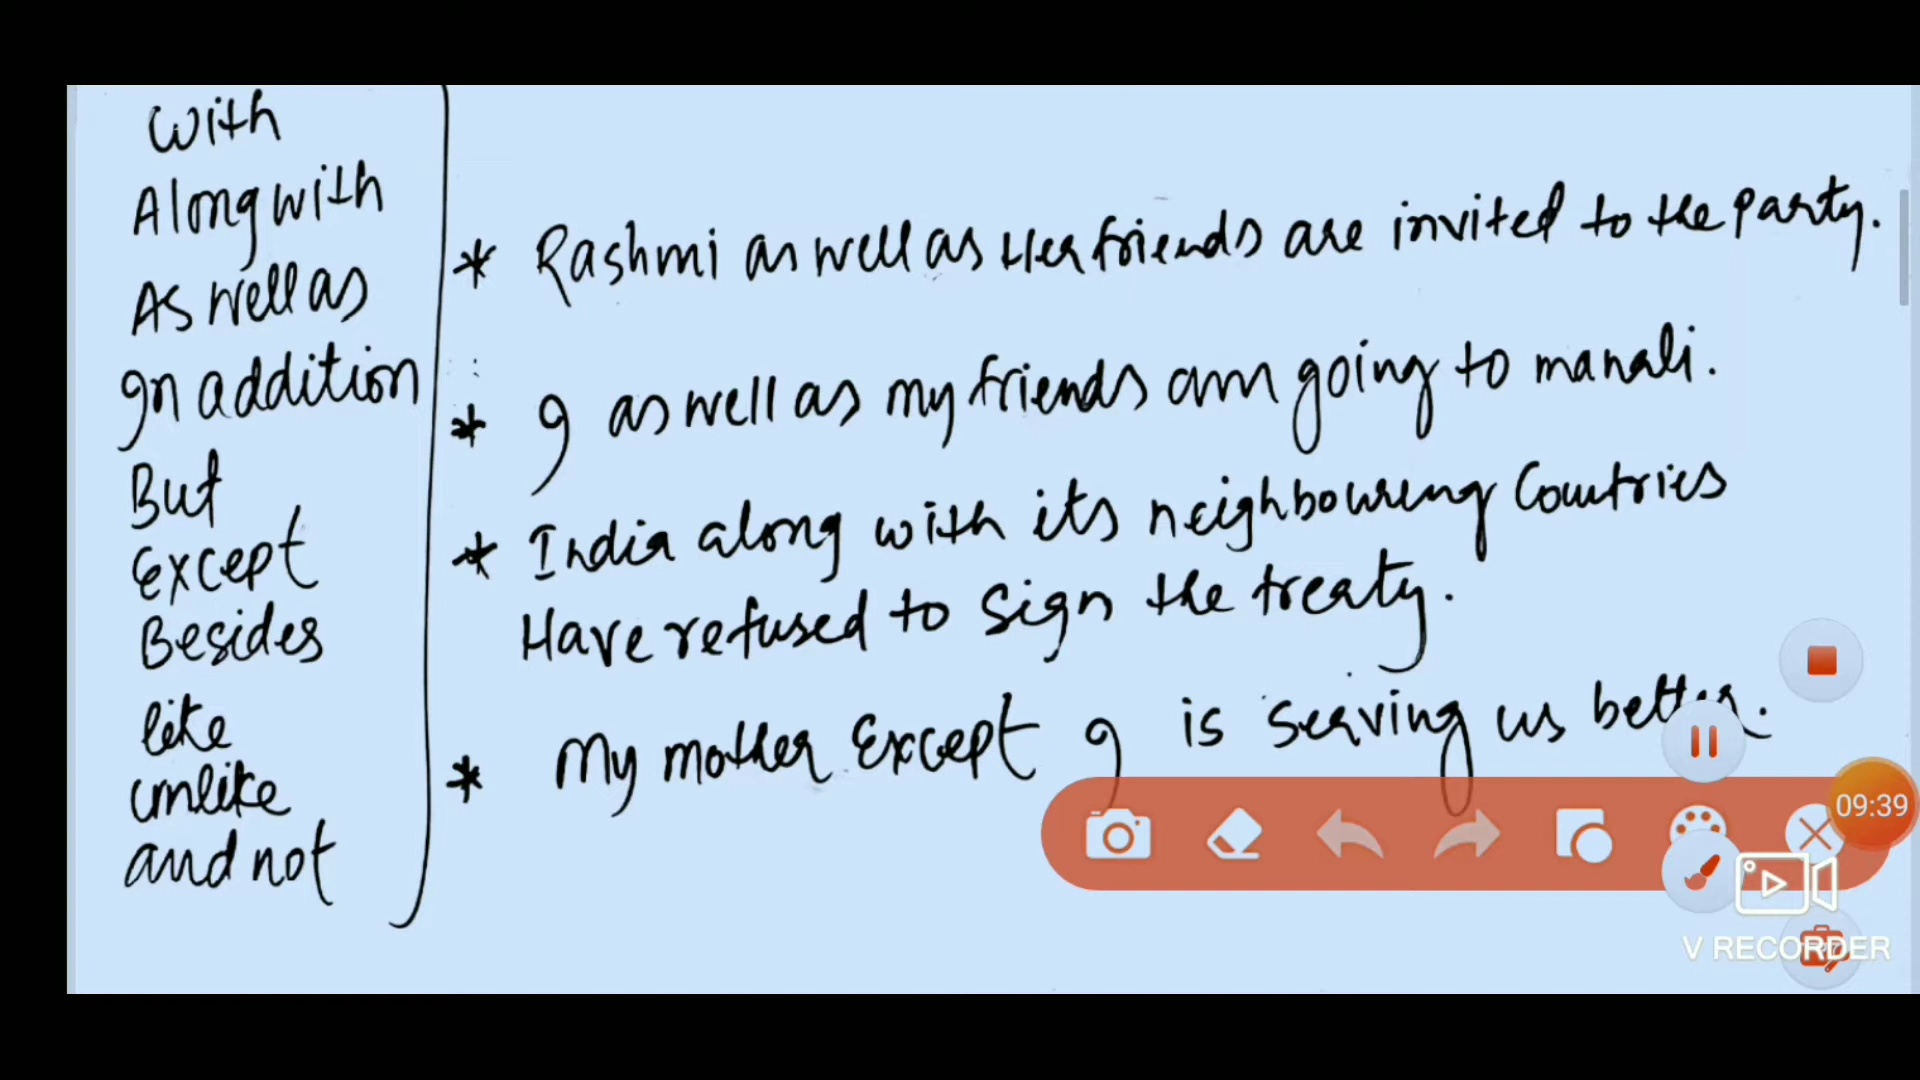 With
Along with
As well as
In addition
But
Except
Besides
like
unlike
and not
* Rashmi as well as Her friends are invited to the party.
* I as well as my friends am going to manali.
* India along with its neighbouring Countries
Have refused to Sign the treaty.
* My mother Except I is serving us better.
09:39
V RECORDER